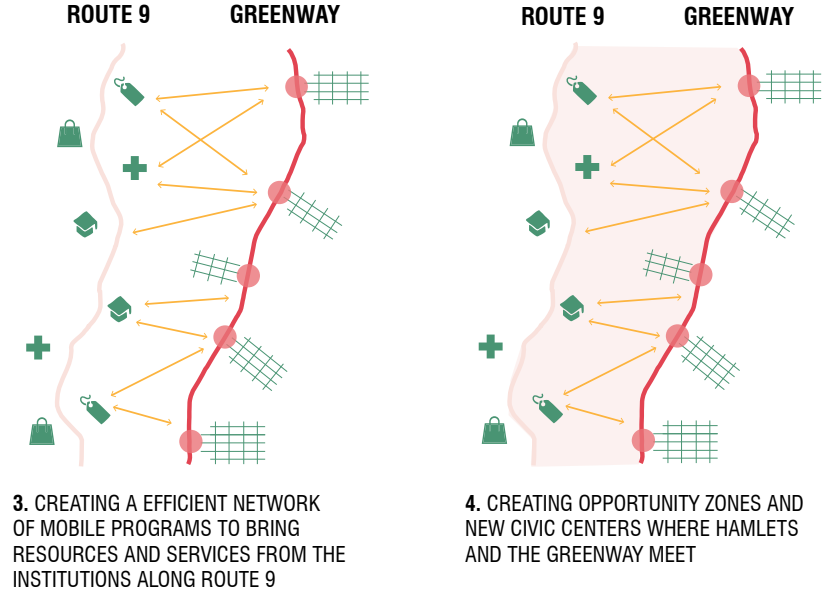 ROUTE 9
GREENWAY
3. CREATING A EFFICIENT NETWORK
OF MOBILE PROGRAMS TO BRING
RESOURCES AND SERVICES FROM THE
INSTITUTIONS ALONG ROUTE 9
ROUTE 9
GREENWAY
4. CREATING OPPORTUNITY ZONES AND
NEW CIVIC CENTERS WHERE HAMLETS
AND THE GREENWAY MEET